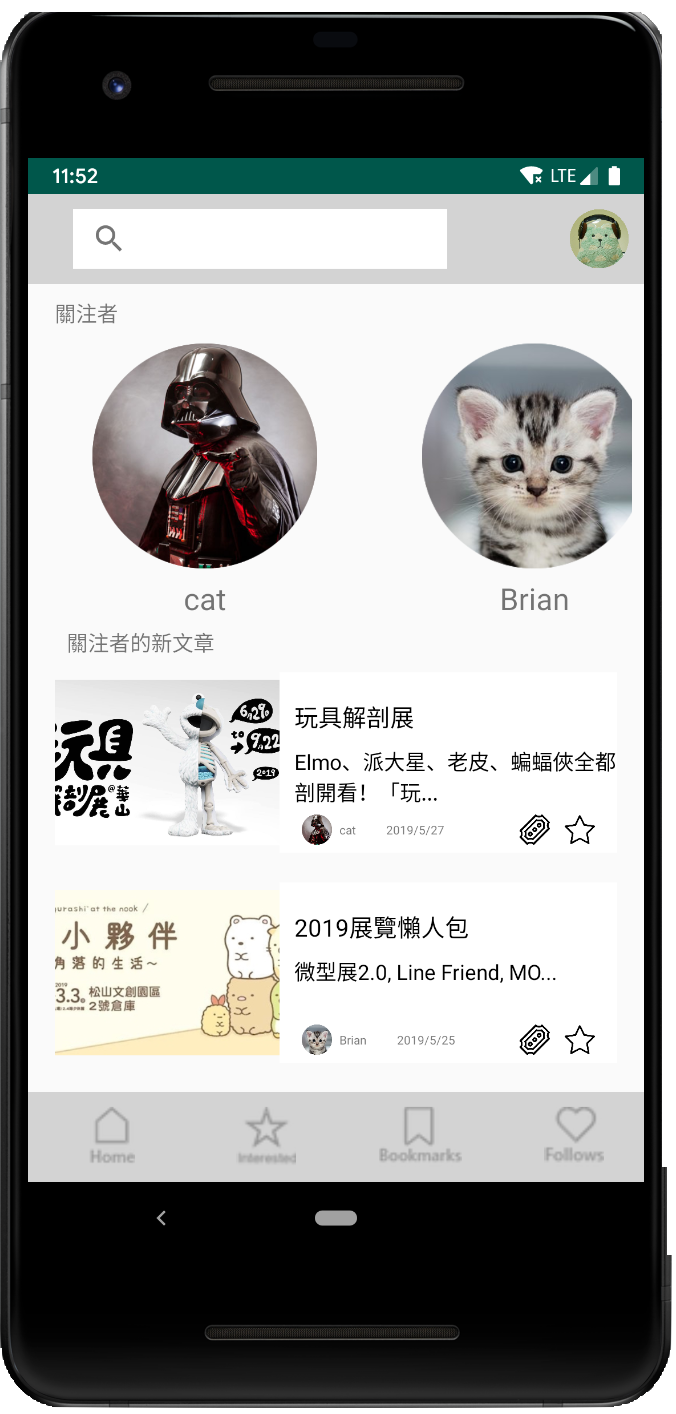 11:52
LTE
關注者
cat
Brian
關注者的新文章
玩具
解剖展
@華山
6.29
to
9.22
2019
玩具解剖展
Elmo、派大星、老皮、蝙蝠俠全都
剖開看！「玩...
cat 2019/5/27
gurashi at the nook
小夥伴
角落的生活~
2019
3.3
松山文創園區
2號倉庫
2019展覽懶人包
微型展2.0, Line Friend, MO...
Brian 2019/5/25
Home
Interested
Bookmarks
Follows